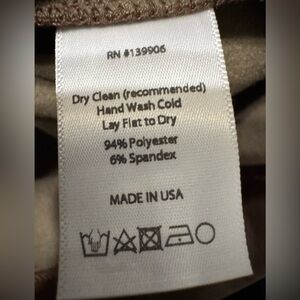 RN #139906
Dry Clean (recommended)
Hand Wash Cold
Lay Flat to Dry
94% Polyester
6% Spandex
MADE IN USA